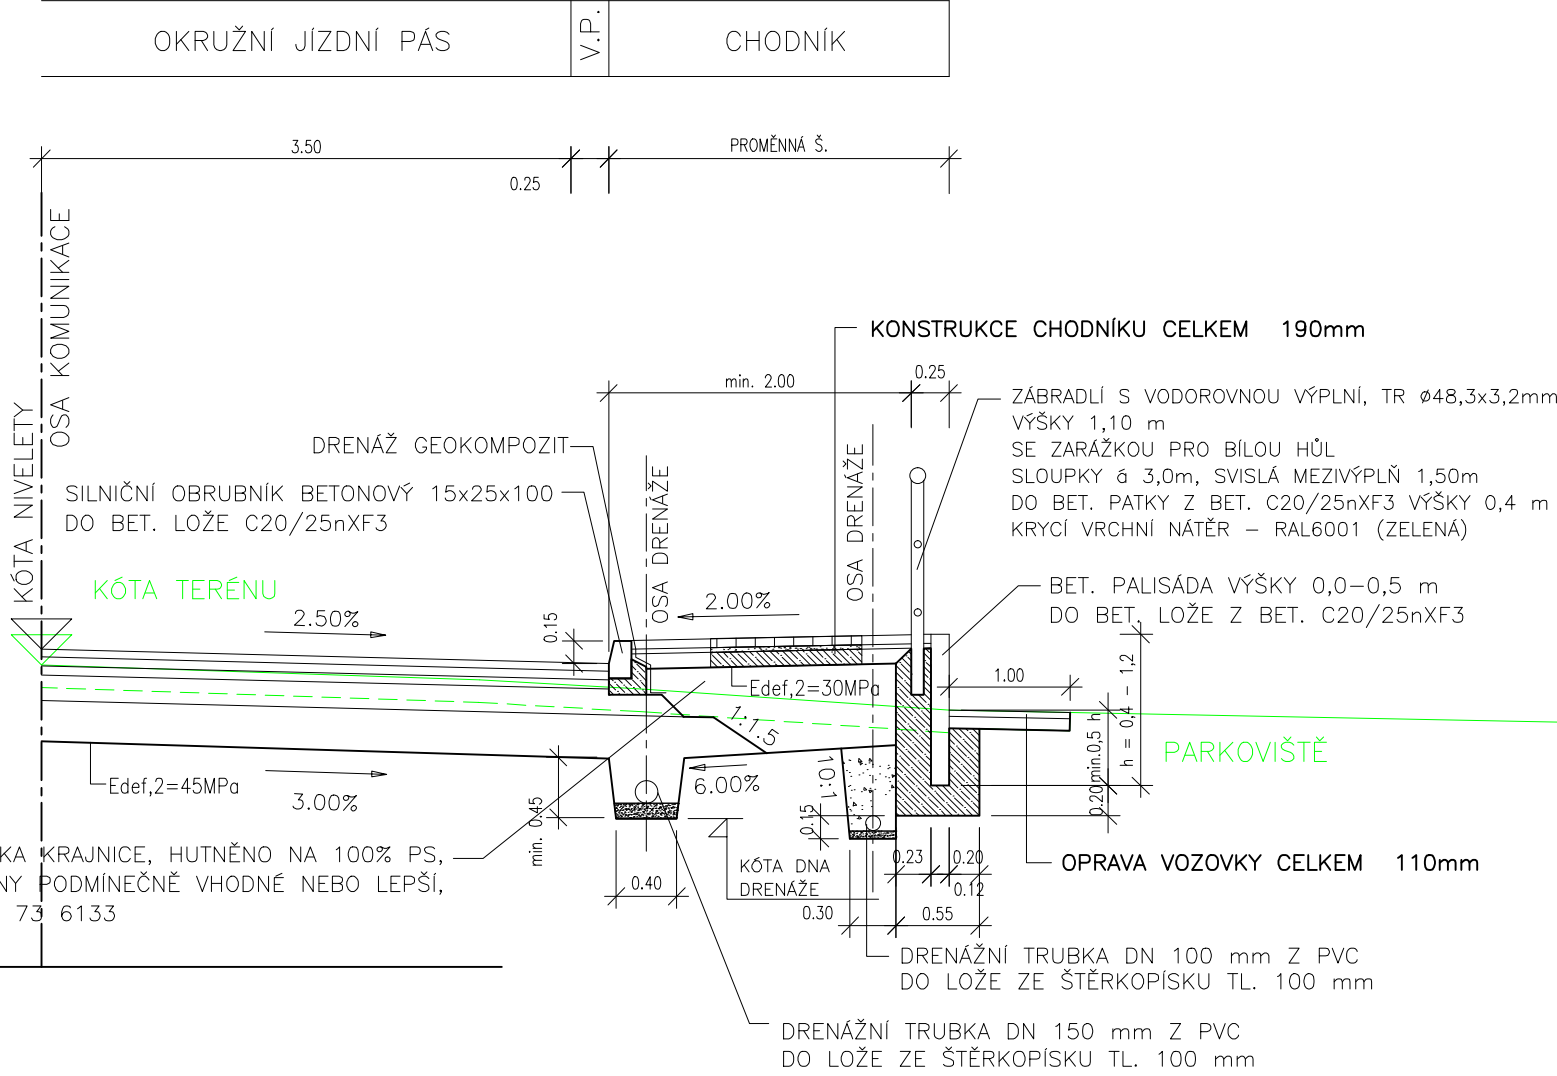 OKRUŽNÍ JÍZDNÍ PÁS
V.P.
CHODNÍK
3.50
0.25
PROMĚNNÁ Š.
KÓTA NIVELETY
OSA KOMUNIKACE
KONSTRUKCE CHODNÍKU CELKEM 190mm
min. 2.00
0.25
ZÁBRADLÍ S VODOROVNOU VÝPLNÍ, TR Ø48,3x3,2mm
VÝŠKY 1,10 m
SE ZARÁŽKOU PRO BÍLOU HŮL
SLOUPKY á 3,0m, SVISLÁ MEZIVÝPLŇ 1,50m
DO BET. PATKY Z BET. C20/25nXF3 VÝŠKY 0,4 m
KRYCÍ VRCHNÍ NÁTĚR – RAL6001 (ZELENÁ)
DRENÁŽ GEOKOMPOZIT
SILNIČNÍ OBRUBNÍK BETONOVÝ 15x25x100
DO BET. LOŽE C20/25nXF3
OSA DRENÁŽE
OSA DRENÁŽE
KÓTA TERÉNU
2.50%
0.15
2.00%
BET. PALISÁDA VÝŠKY 0,0–0,5 m
DO BET. LOŽE Z BET. C20/25nXF3
Edef,2=30MPa
1:1.5
1.00
h = 0,4 – 1,2
min.0,5 h
0.20
PARKOVIŠTĚ
Edef,2=45MPa
3.00%
min. 0.45
6.00%
10:1
0.15
KA KRAJNICE, HUTNĚNO NA 100% PS,
NY PODMÍNEČNĚ VHODNÉ NEBO LEPŠÍ,
73 6133
0.40
KÓTA DNA
DRENÁŽE
0.23
0.20
0.12
0.30
0.55
OPRAVA VOZOVKY CELKEM 110mm
DRENÁŽNÍ TRUBKA DN 100 mm Z PVC
DO LOŽE ZE ŠTĚRKOPÍSKU TL. 100 mm
DRENÁŽNÍ TRUBKA DN 150 mm Z PVC
DO LOŽE ZE ŠTĚRKOPÍSKU TL. 100 mm